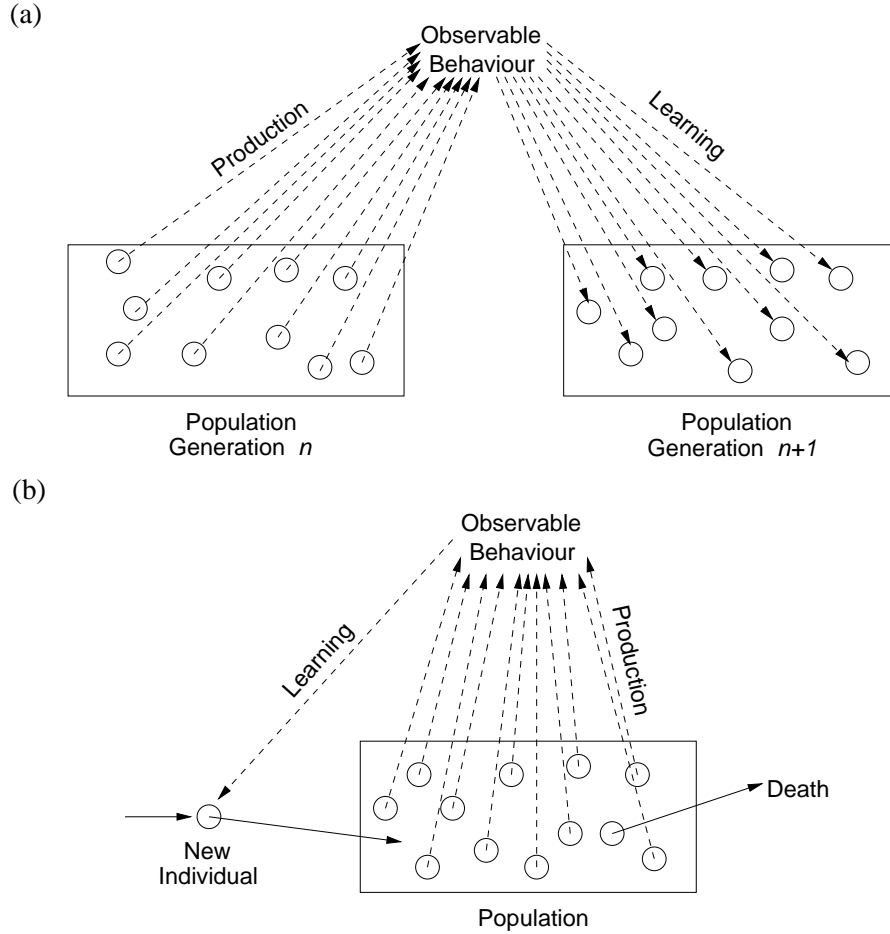 (a)
Observable
Behaviour
Production
Learning
Population
Generation n
Population
Generation n+1
(b)
Observable
Behaviour
Learning
Production
Death
New
Individual
Population